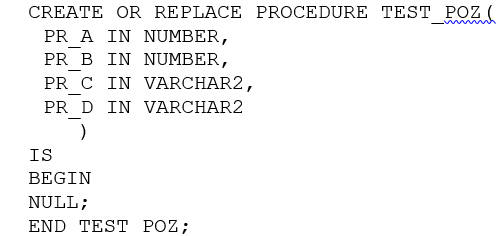 CREATE OR REPLACE PROCEDURE TEST_POZ(
PR_A IN NUMBER,
PR_B IN NUMBER,
PR_C IN VARCHAR2,
PR_D IN VARCHAR2
)
IS
BEGIN
NULL;
END TEST POZ;